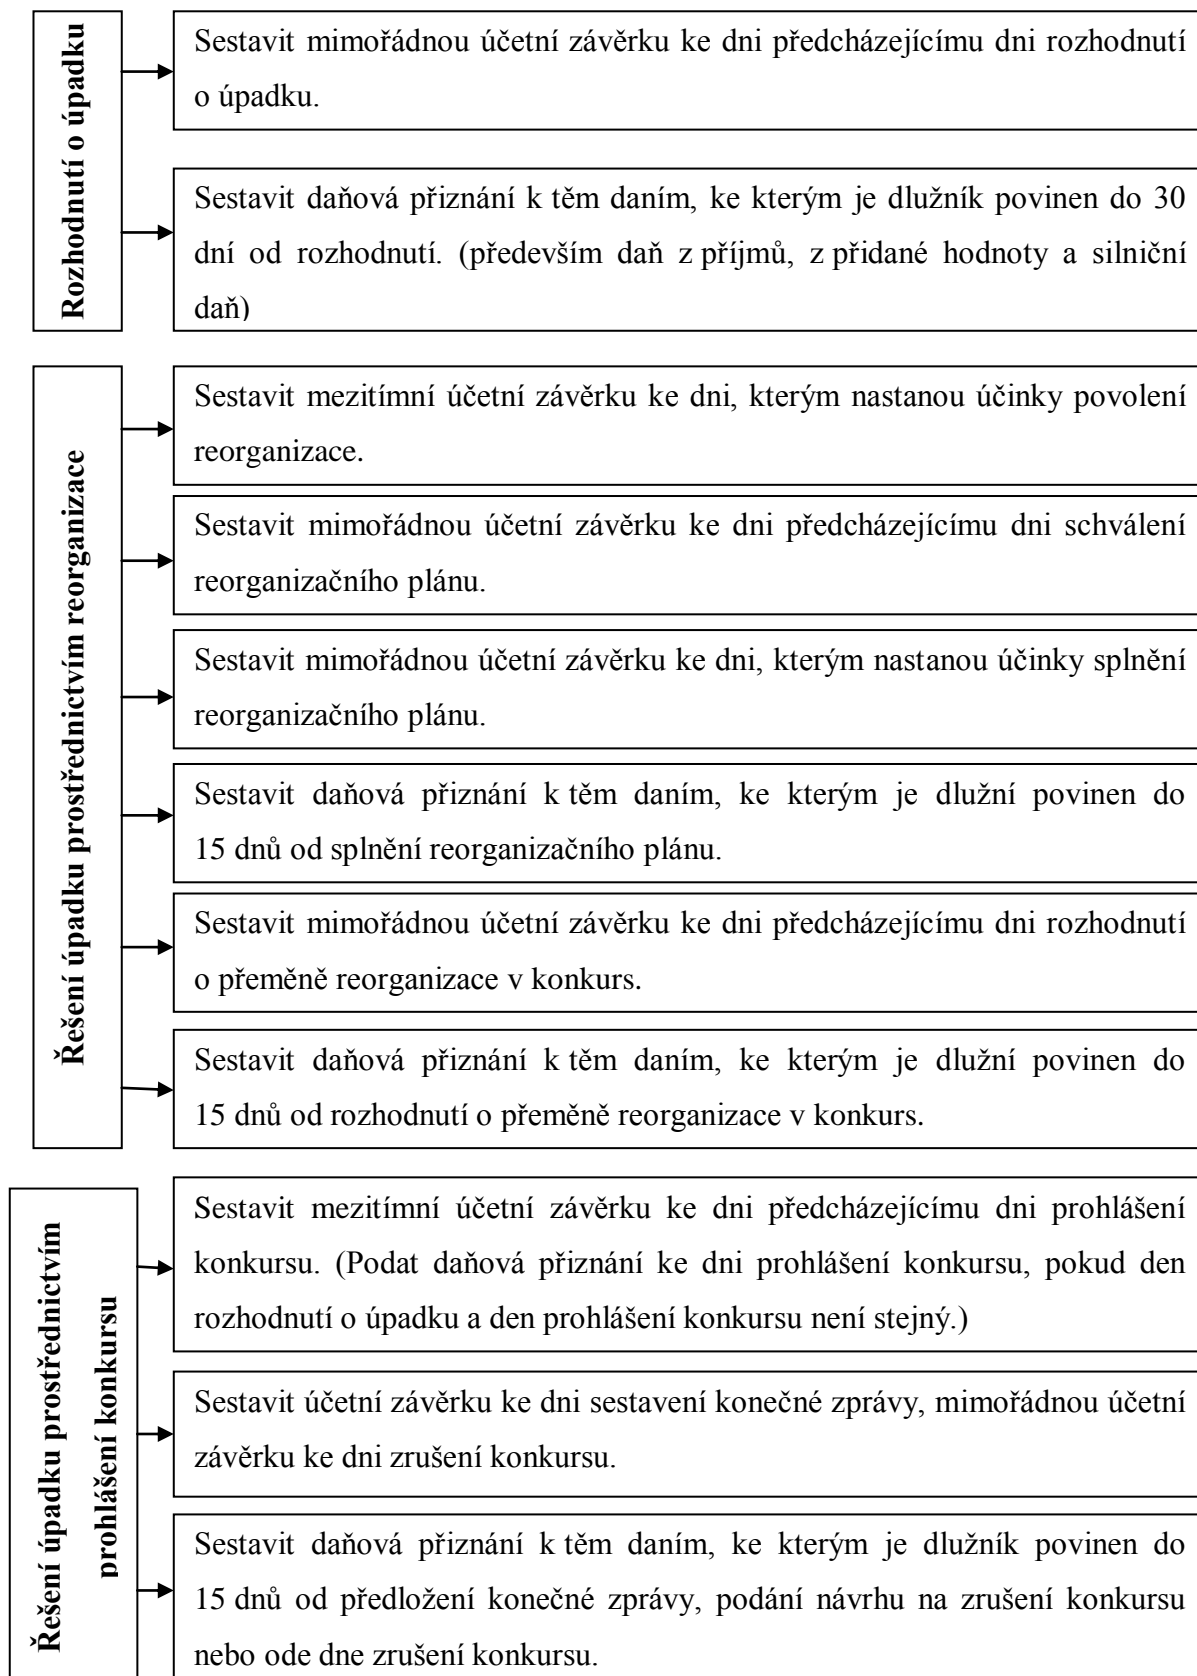 Rozhodnutí o úpadku
Sestavit mimořádnou účetní závěrku ke dni předcházejícímu dni rozhodnutí
o úpadku.
Sestavit daňová přiznání k těm daním, ke kterým je dlužník povinen do 30
dní od rozhodnutí. (především daň z příjmů, z přidané hodnoty a silniční
daň)
Řešení úpadku prostřednictvím reorganizace
Sestavit mezitímní účetní závěrku ke dni, kterým nastanou účinky povolení
reorganizace.
Sestavit mimořádnou účetní závěrku ke dni předcházejícímu dni schválení
reorganizačního plánu.
Sestavit mimořádnou účetní závěrku ke dni, kterým nastanou účinky splnění
reorganizačního plánu.
Sestavit daňová přiznání k těm daním, ke kterým je dlužní povinen do
15 dnů od splnění reorganizačního plánu.
Sestavit mimořádnou účetní závěrku ke dni předcházejícímu dni rozhodnutí
o přeměně reorganizace v konkurs.
Sestavit daňová přiznání k těm daním, ke kterým je dlužní povinen do
15 dnů od rozhodnutí o přeměně reorganizace v konkurs.
Řešení úpadku prostřednictvím
prohlášení konkursu
Sestavit mezitímní účetní závěrku ke dni předcházejícímu dni prohlášení
konkursu. (Podat daňová přiznání ke dni prohlášení konkursu, pokud den
rozhodnutí o úpadku a den prohlášení konkursu není stejný.)
Sestavit účetní závěrku ke dni sestavení konečné zprávy, mimořádnou účetní
závěrku ke dni zrušení konkursu.
Sestavit daňová přiznání k těm daním, ke kterým je dlužník povinen do
15 dnů od předložení konečné zprávy, podání návrhu na zrušení konkursu
nebo ode dne zrušení konkursu.